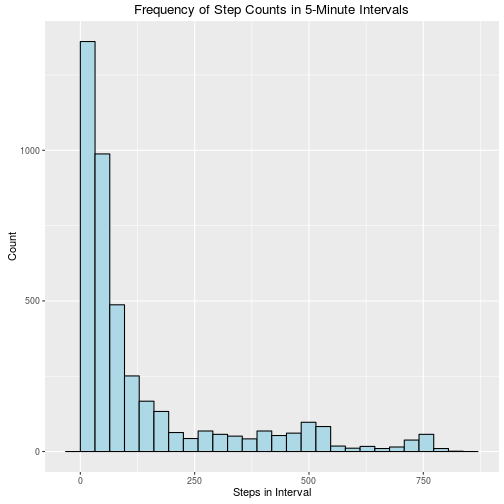 Frequency of Step Counts in 5-Minute Intervals
Count
1000
500
0
0
250
500
750
Steps in Interval